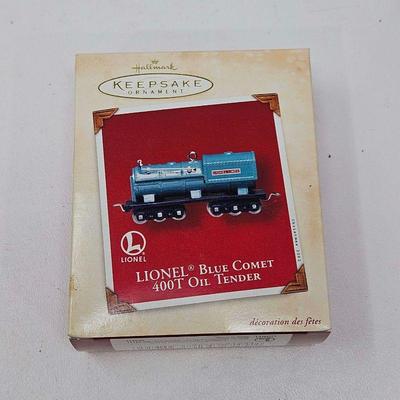 Hallmark
KEEPSAKE
ORNAMENT
LIONEL
LIONEL® BLUE COMET
400T OIL TENDER
décoration des fêtes